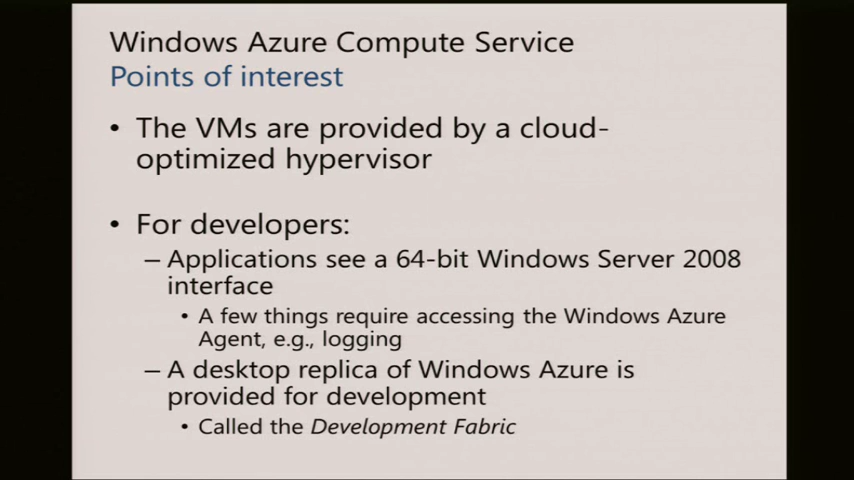 Windows Azure Compute Service
Points of interest
• The VMs are provided by a cloud-
optimized hypervisor
• For developers:
– Applications see a 64-bit Windows Server 2008
interface
• A few things require accessing the Windows Azure
Agent, e.g., logging
– A desktop replica of Windows Azure is
provided for development
• Called the Development Fabric